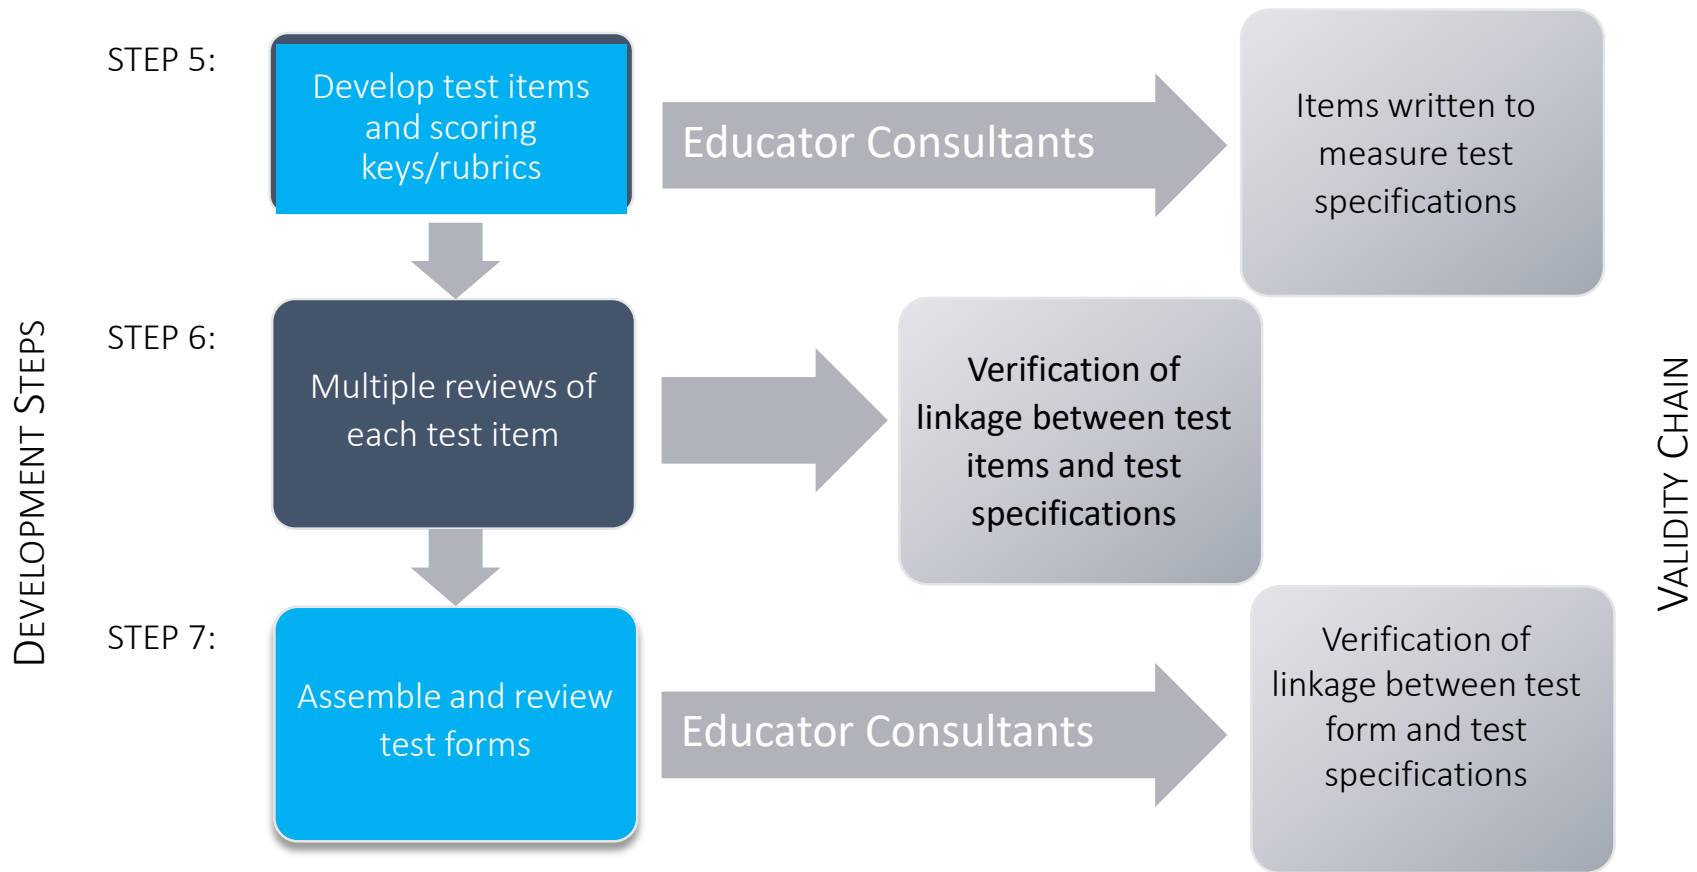 STEP 5:
Develop test items
and scoring
keys/rubrics
Educator Consultants
Items written to
measure test
specifications
STEP 6:
Multiple reviews of
each test item
Verification of
linkage between test
items and test
specifications
STEP 7:
Assemble and review
test forms
Educator Consultants
Verification of
linkage between test
form and test
specifications
DEVELOPMENT STEPS
VALIDITY CHAIN